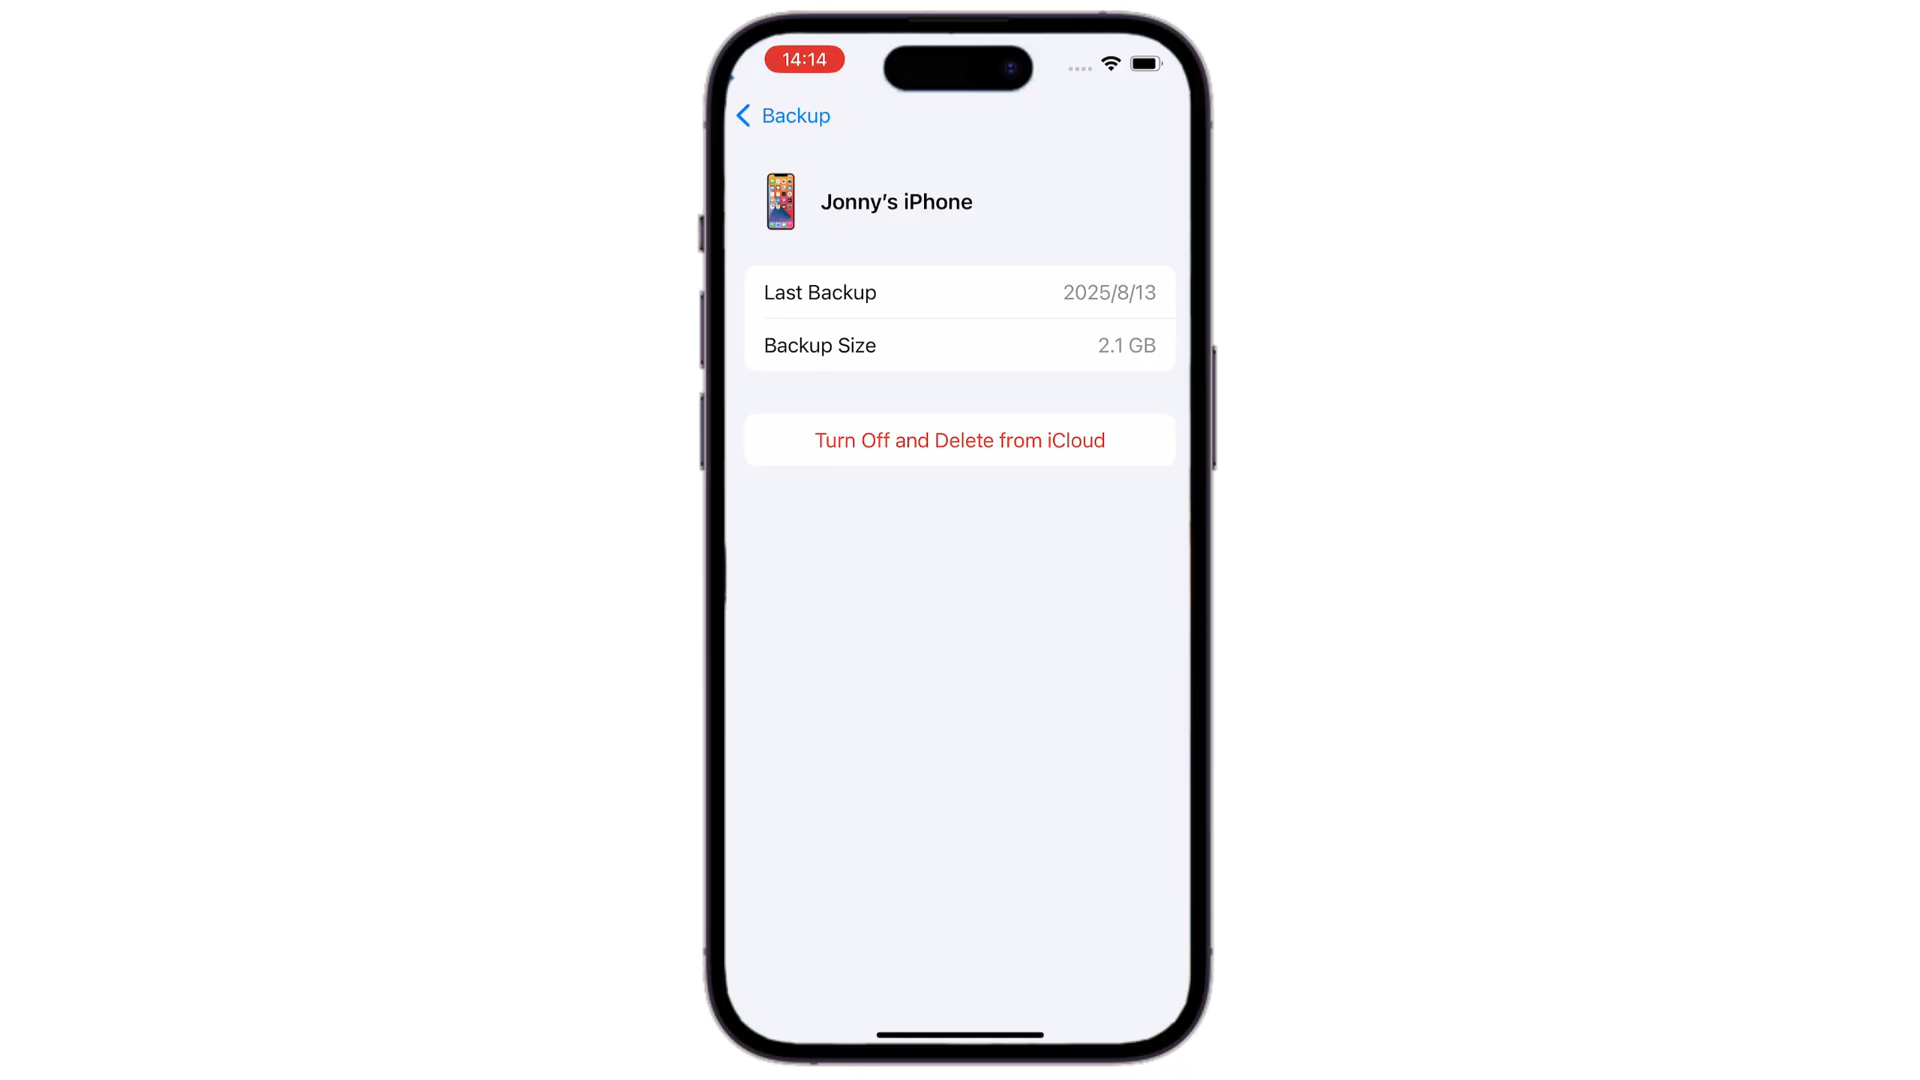 14:14
Backup
Jonny’s iPhone
Last Backup 2025/8/13
Backup Size 2.1 GB
Turn Off and Delete from iCloud